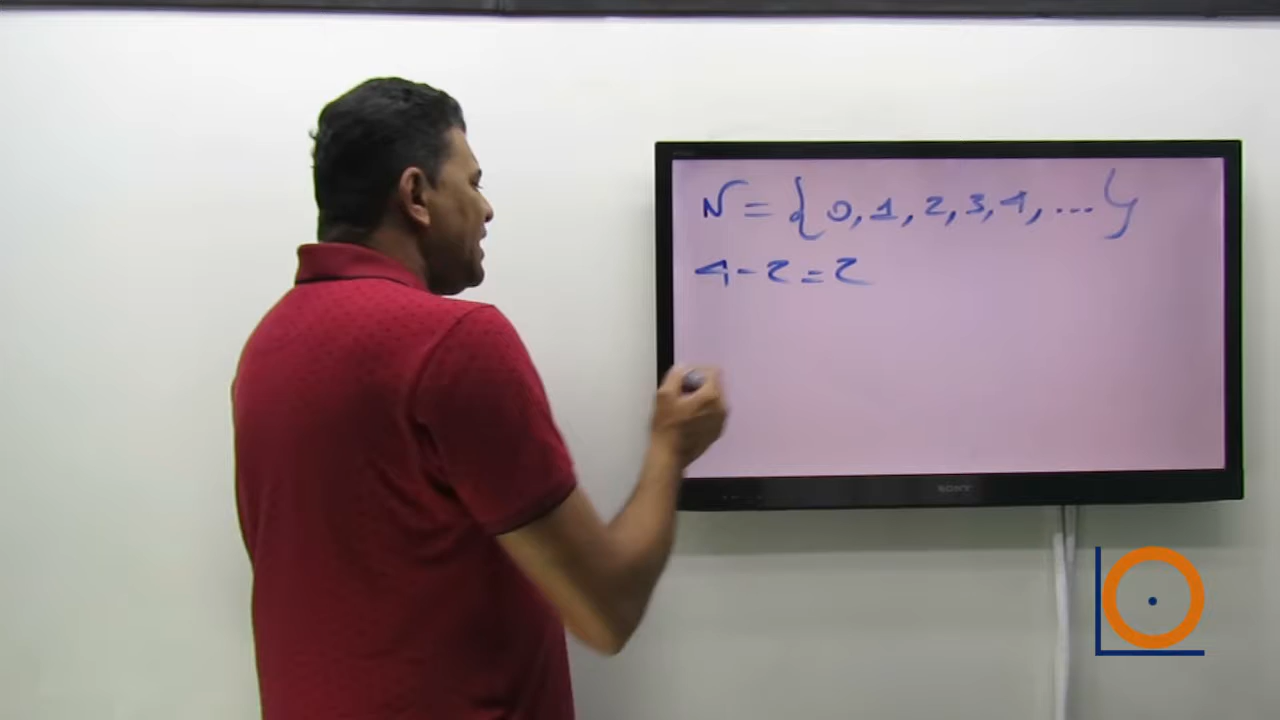 N = {0, 1, 2, 3, 4, ...}
4 - 2 = 2
SONY